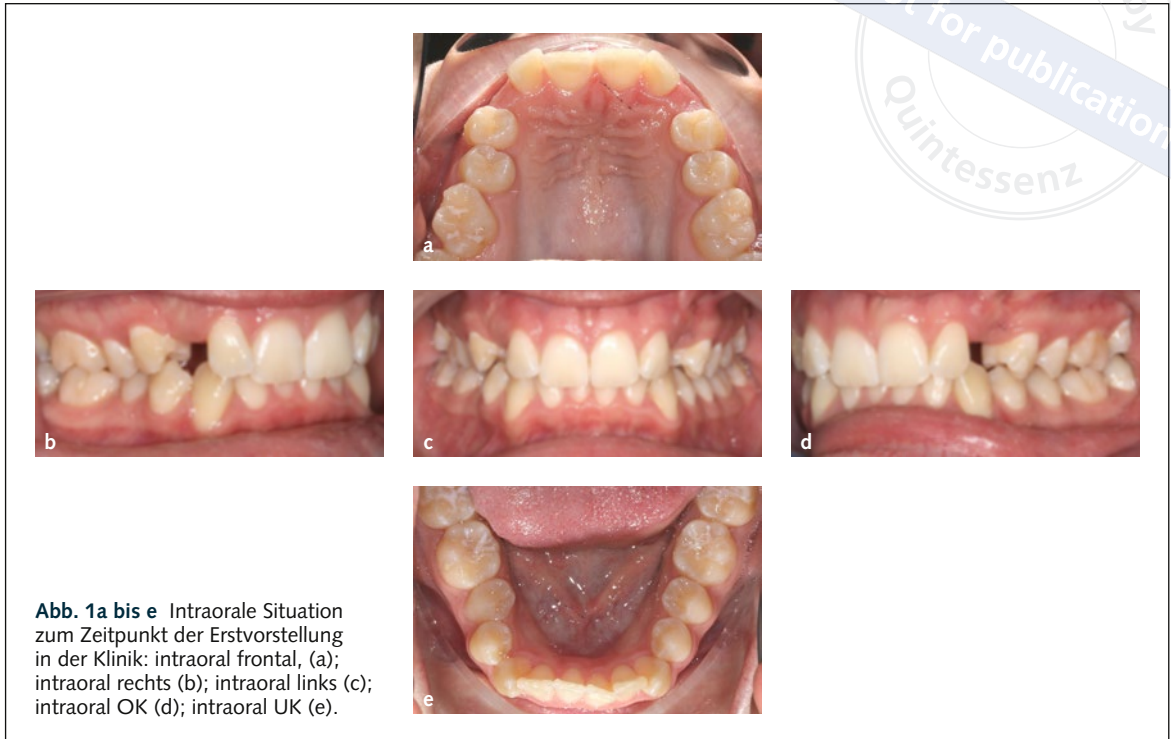 by
t for publication
Quintessenz
a
b
c
d
e
Abb. 1a bis e Intraorale Situation
zum Zeitpunkt der Erstvorstellung
in der Klinik: intraoral frontal, (a);
intraoral rechts (b); intraoral links (c);
intraoral OK (d); intraoral UK (e).